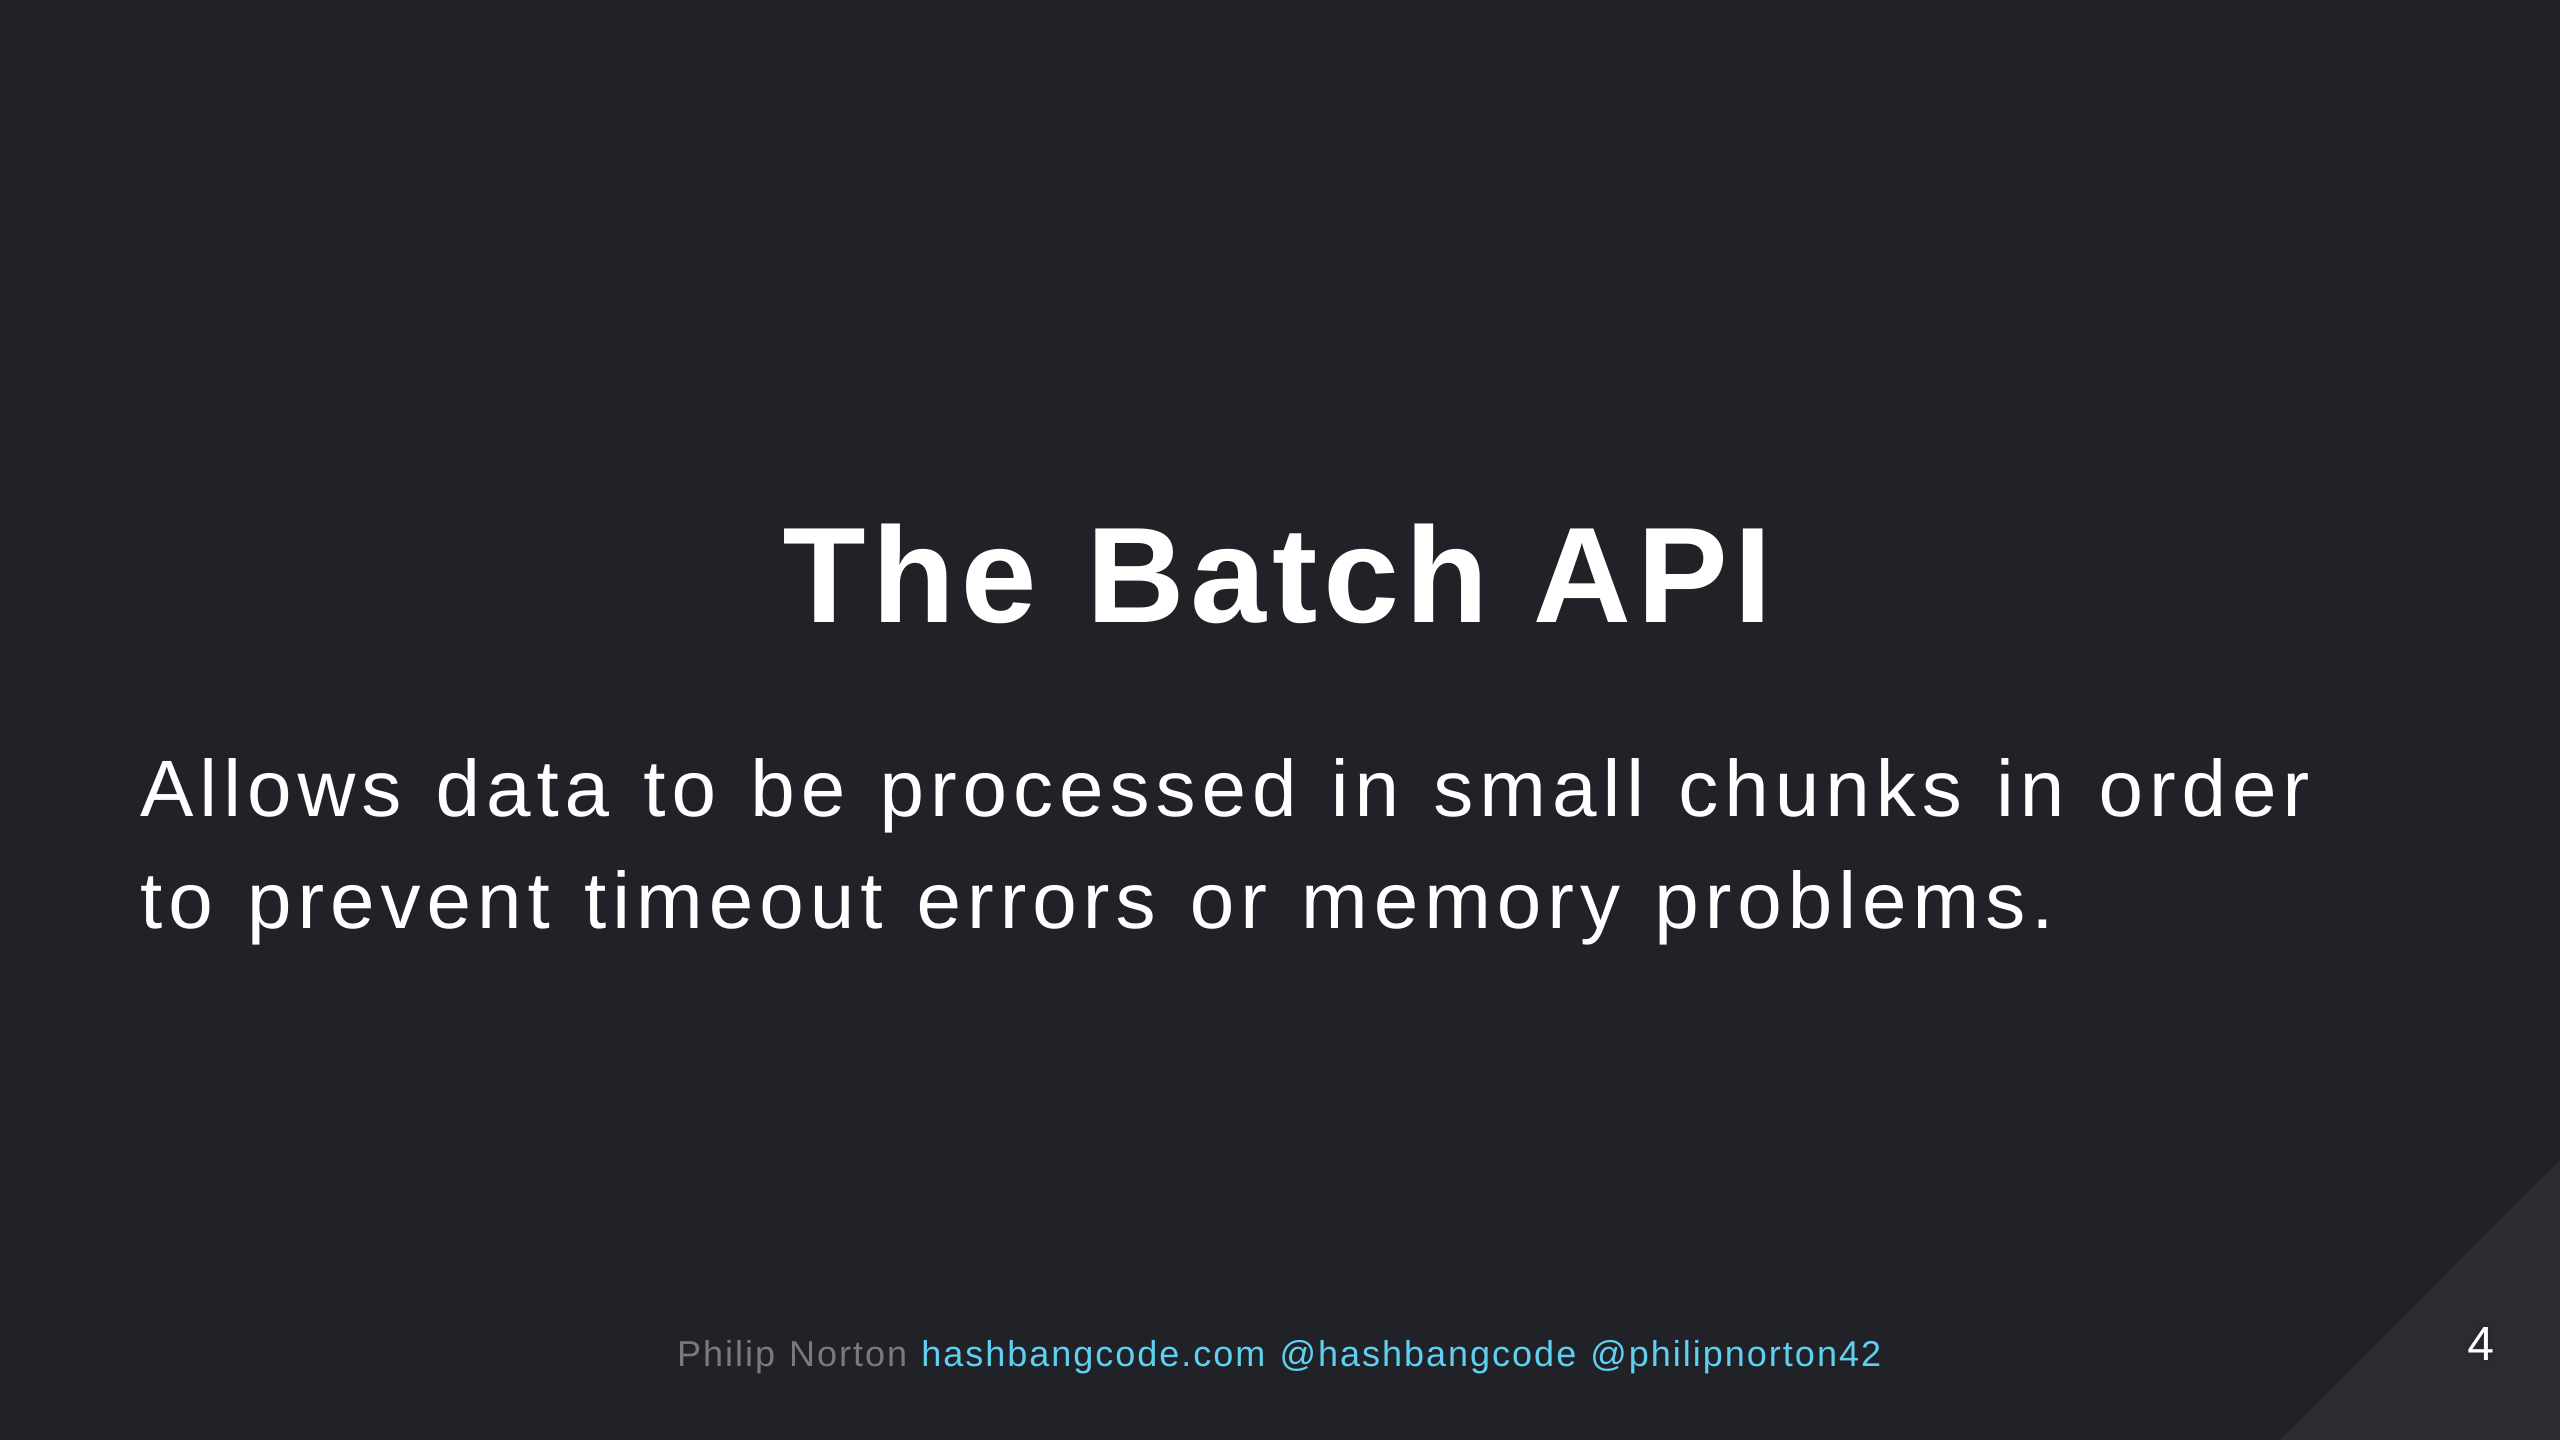 The Batch API
Allows data to be processed in small chunks in order
to prevent timeout errors or memory problems.
Philip Norton hashbangcode.com @hashbangcode @philipnorton42
4